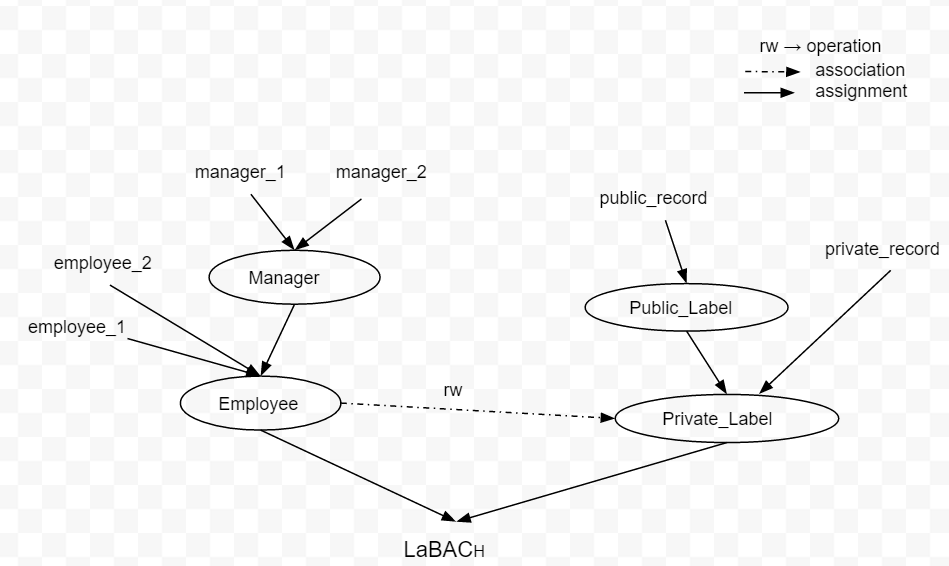 rw → operation
association
assignment
manager_1
manager_2
public_record
private_record
employee_2
Manager
Public_Label
employee_1
rw
Employee
Private_Label
LaBACH